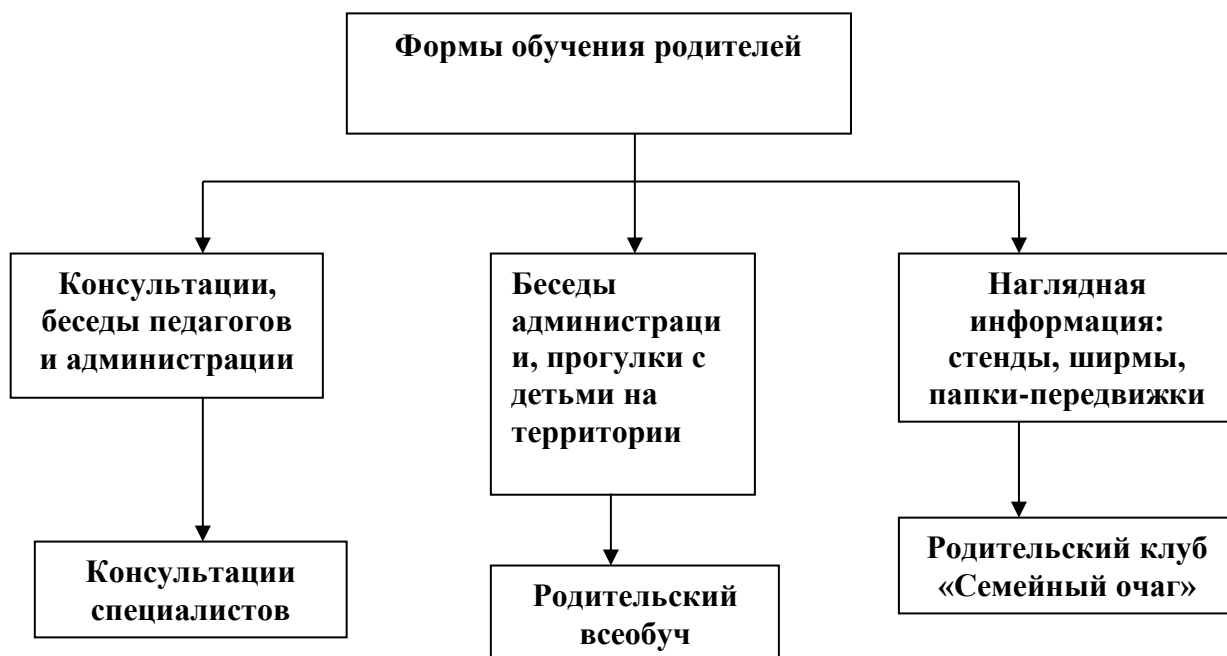 Формы обучения родителей
Консультации,
беседы педагогов
и администрации
Беседы
администраци
и, прогулки с
детьми на
территории
Наглядная
информация:
стенды, ширмы,
папки-передвижки
Консультации
специалистов
Родительский
всеобуч
Родительский клуб
«Семейный очаг»